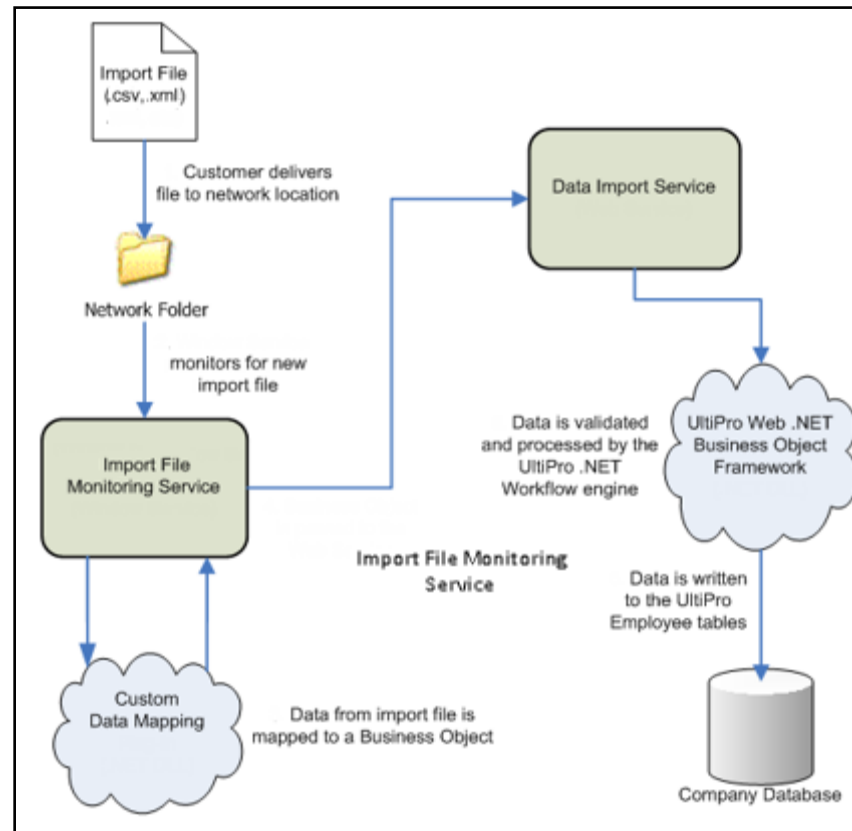 Import File
(.csv,.xml)
Customer delivers
file to network location
Network Folder
monitors for new
import file
Import File
Monitoring Service
Custom
Data Mapping
Data from import file is
mapped to a Business Object
Import File Monitoring
Service
Data Import Service
Data is validated
and processed by the
UltiPro .NET
Workflow engine
UltiPro Web .NET
Business Object
Framework
Data is written
to the UltiPro
Employee tables
Company Database